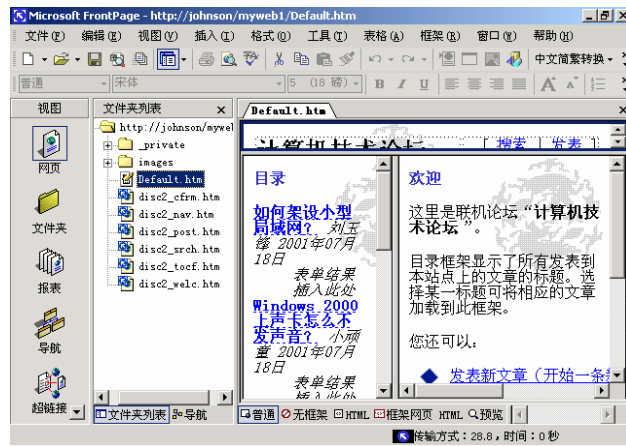 Microsoft FrontPage - http://johnson/myweb1/Default.htm
文件(F) 编辑(E) 视图(V) 插入(I) 格式(O) 工具(T) 表格(A) 框架(R) 窗口(W) 帮助(H)
中文简繁转换
普通 宋体 5 (18 磅) B I U A A
视图
网页
文件夹
报表
导航
超链接
文件夹列表
http://johnson/mywel
_private
images
Default.htm
disc2_cfrm.htm
disc2_nav.htm
disc2_post.htm
disc2_srch.htm
disc2_tocf.htm
disc2_welc.htm
文件夹列表 导航
Default.htm
计算机技术论坛 [ 搜索 | 发表 ]
目录
如何架设小型
局域网? 刘玉
锋 2001年07月
18日
表单结果
插入此处
Windows 2000
上声卡怎么不
发声音? 小顽
童 2001年07月
18日
表单结果
欢迎
这里是联机论坛“计算机技
术论坛 ”。
目录框架显示了所有发表到
本站点上的文章的标题。选
择某一标题可将相应的文章
加载到此框架。
您还可以:
发表新文章 (开始一条新
普通 无框架 HTML 框架网页 HTML 预览
传输方式：28.8，时间：0 秒